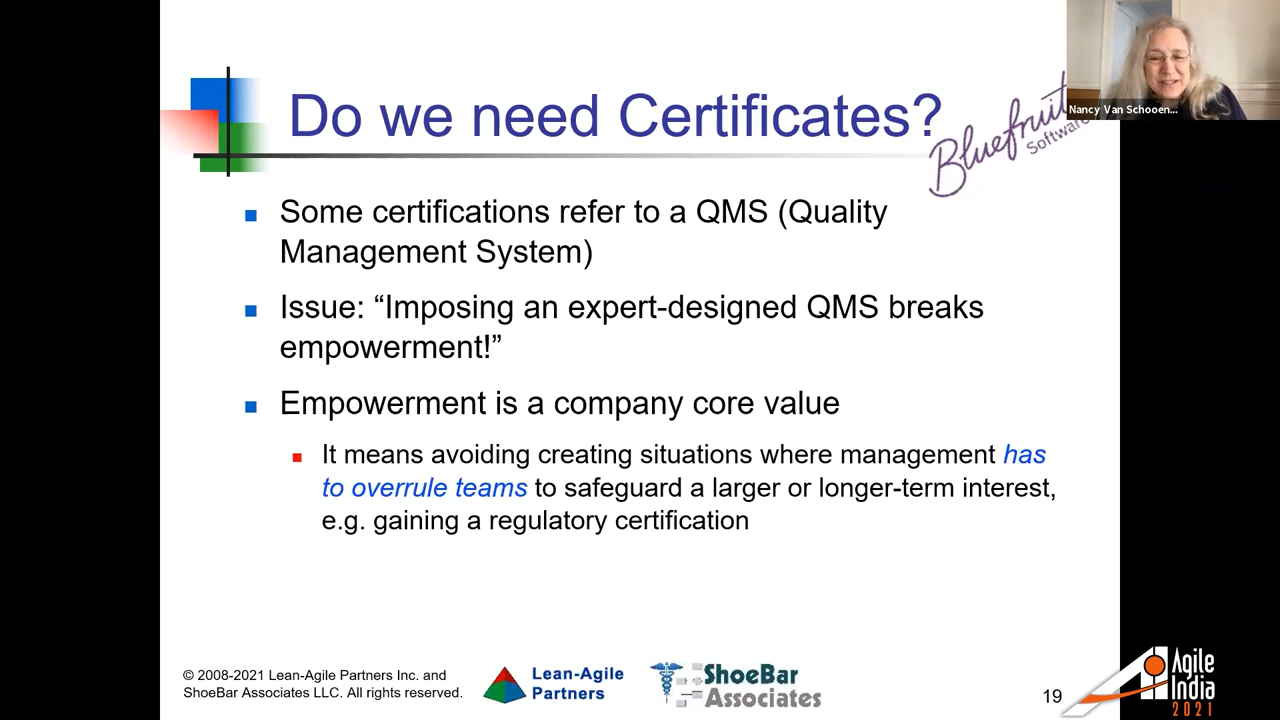 Do we need Certificates?
Bluefruit
Software
Nancy Van Schooen...
Some certifications refer to a QMS (Quality
Management System)
Issue: “Imposing an expert-designed QMS breaks
empowerment!”
Empowerment is a company core value
It means avoiding creating situations where management has
to overrule teams to safeguard a larger or longer-term interest,
e.g. gaining a regulatory certification
© 2008-2021 Lean-Agile Partners Inc. and
ShoeBar Associates LLC. All rights reserved.
Lean-Agile
Partners
ShoeBar
Associates
19
Agile
India
2021